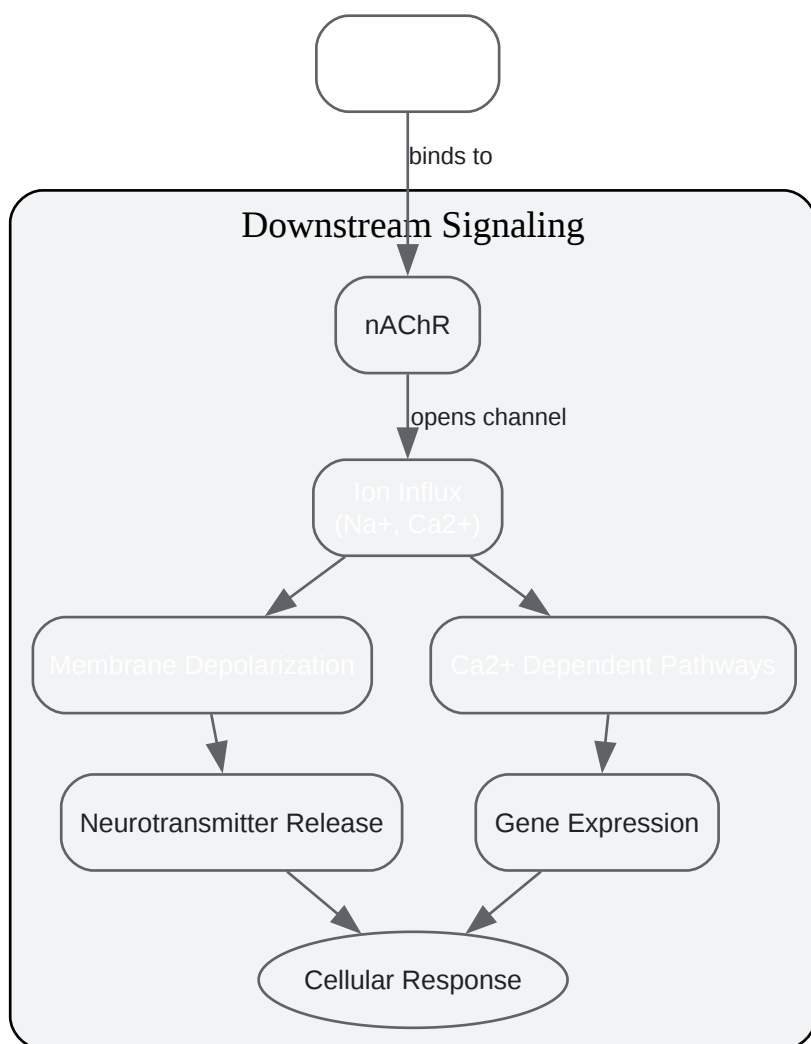 binds to
Downstream Signaling
nAChR
opens channel
Ion Influx
(Na+, Ca2+)
Membrane Depolarization
Ca2+ Dependent Pathways
Neurotransmitter Release
Gene Expression
Cellular Response